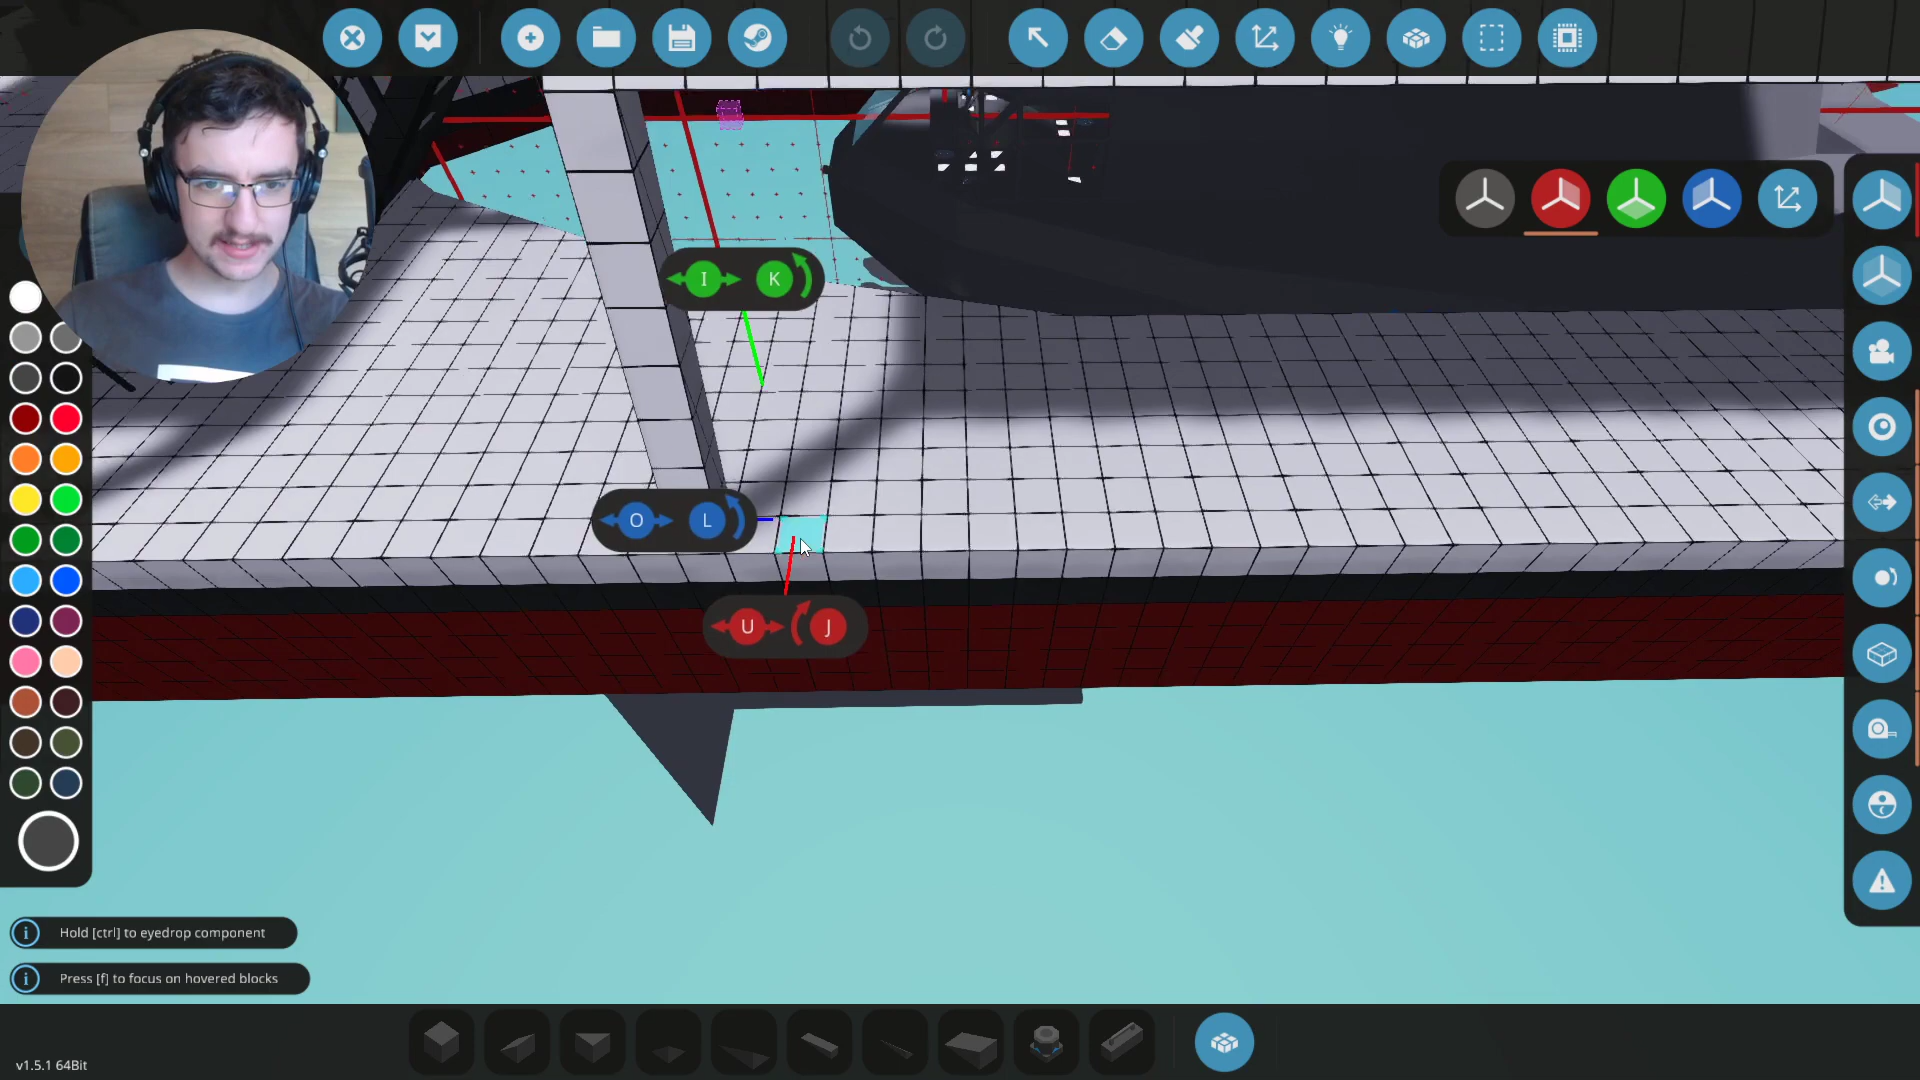 I K
O L
U J
Hold [ctrl] to eyedrop component
Press [f] to focus on hovered blocks
v1.5.1 64Bit